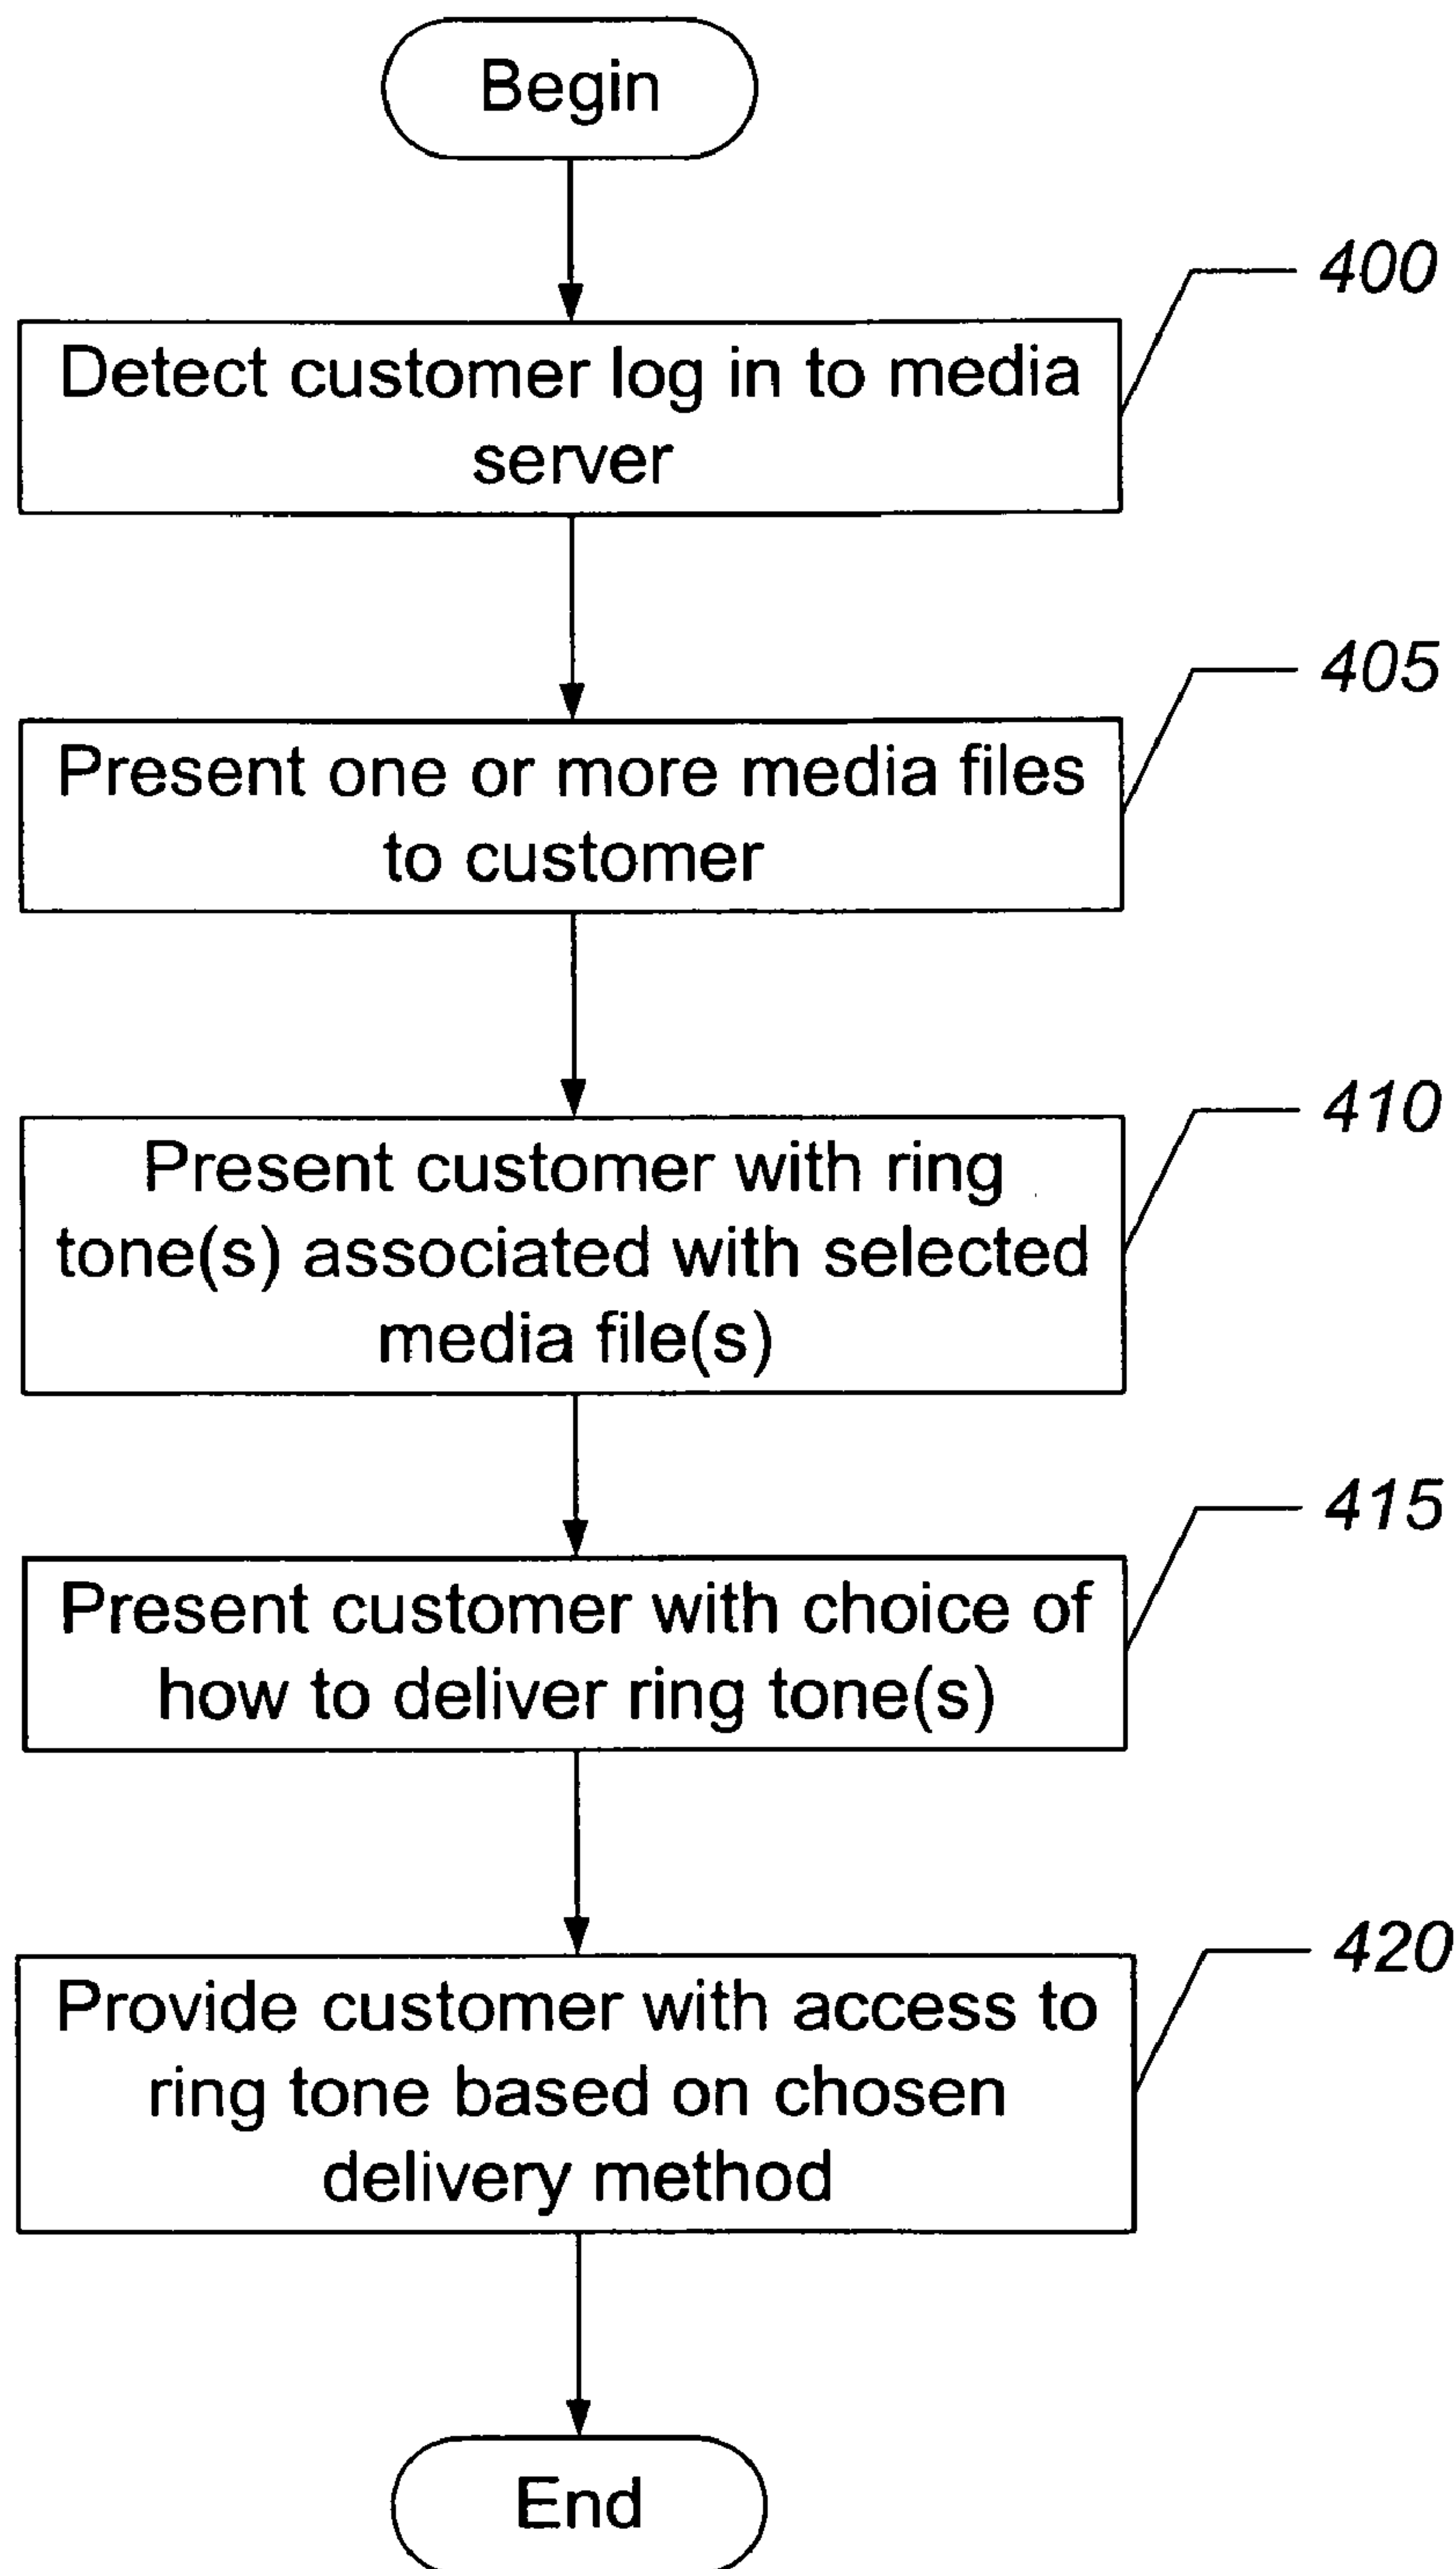 Begin
400
Detect customer log in to media
server
405
Present one or more media files
to customer
410
Present customer with ring
tone(s) associated with selected
media file(s)
415
Present customer with choice of
how to deliver ring tone(s)
420
Provide customer with access to
ring tone based on chosen
delivery method
End